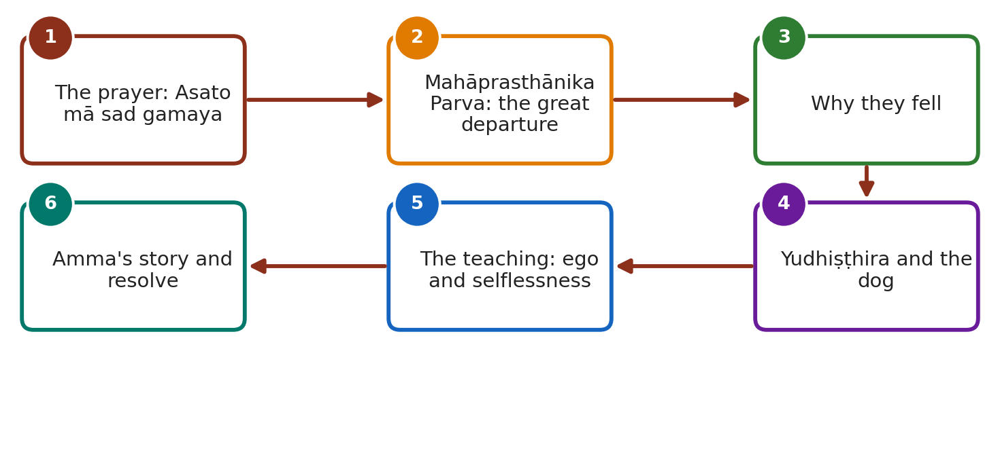 1
The prayer: Asato
mā sad gamaya
2
Mahāprasthānika
Parva: the great
departure
3
Why they fell
4
Yudhiṣṭhira and the
dog
5
The teaching: ego
and selflessness
6
Amma's story and
resolve